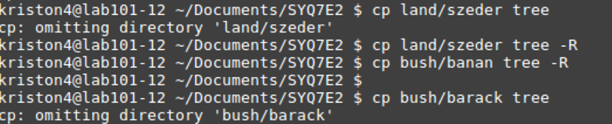 kriston4@lab101-12 ~/Documents/SYQ7E2 $ cp land/szeder tree
cp: omitting directory 'land/szeder'
kriston4@lab101-12 ~/Documents/SYQ7E2 $ cp land/szeder tree -R
kriston4@lab101-12 ~/Documents/SYQ7E2 $ cp bush/banan tree -R
kriston4@lab101-12 ~/Documents/SYQ7E2 $
kriston4@lab101-12 ~/Documents/SYQ7E2 $ cp bush/barack tree
cp: omitting directory 'bush/barack'